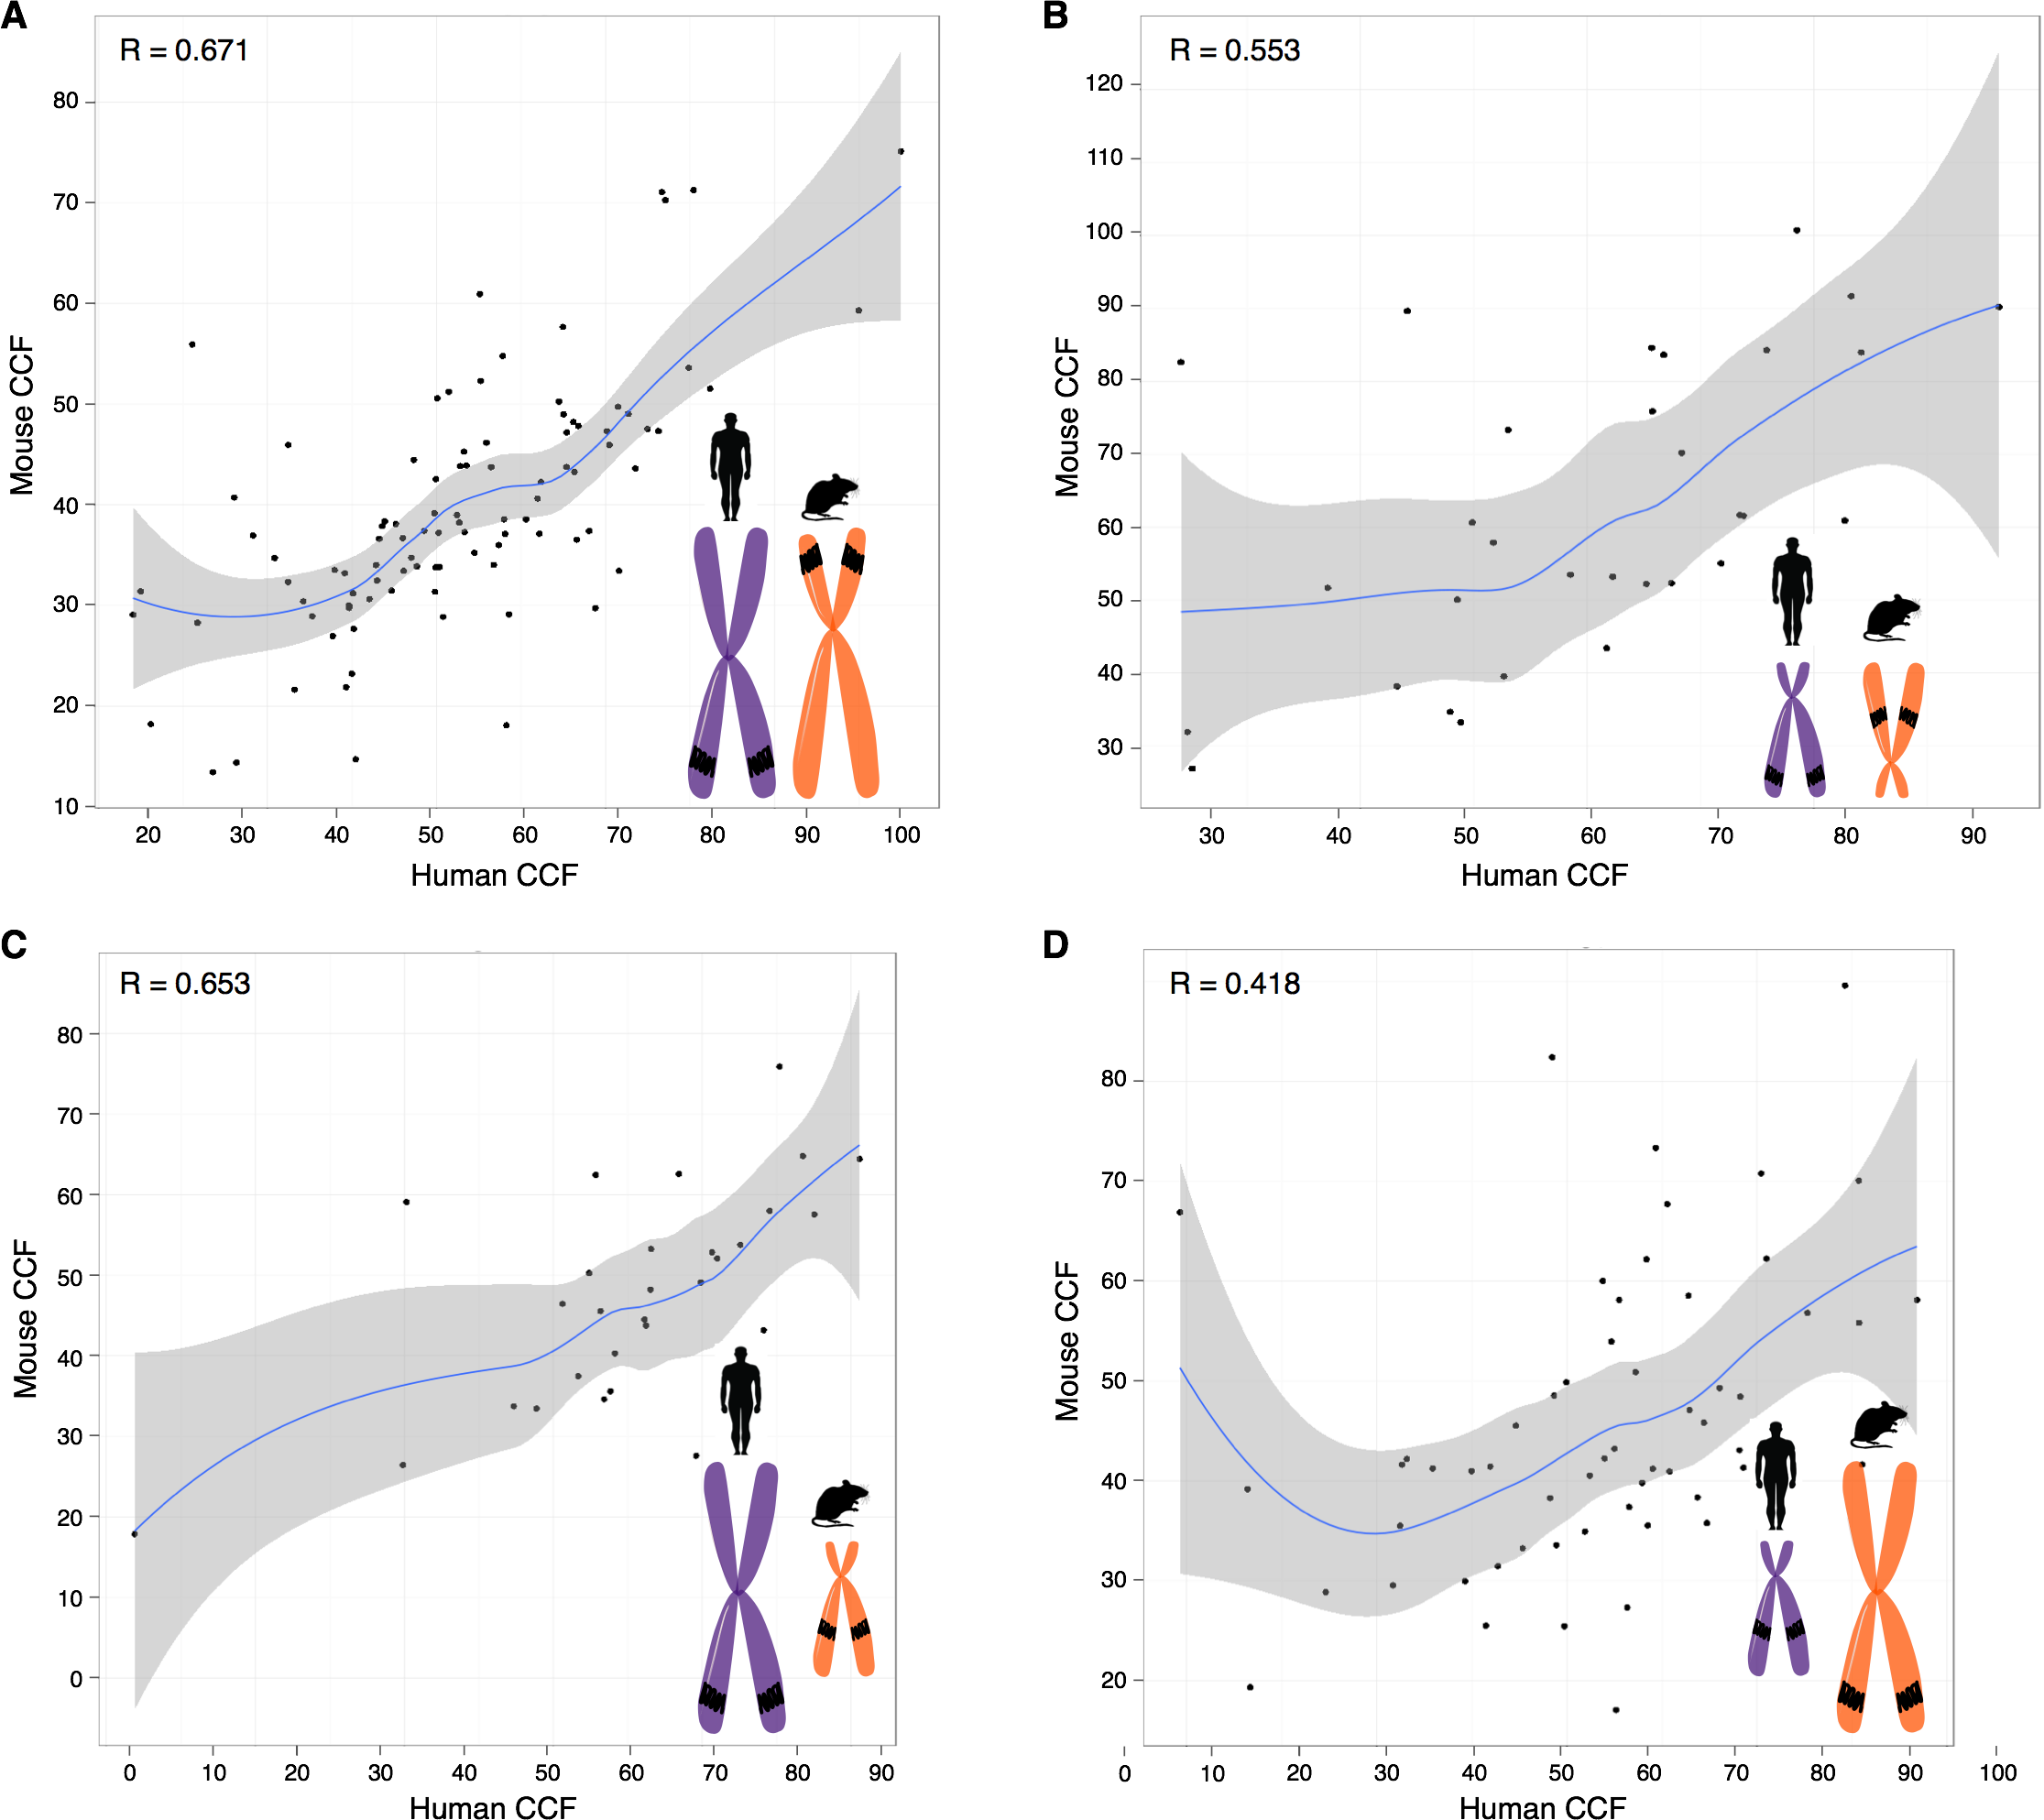 A
R = 0.671
80
70
60
50
40
30
20
10
Mouse CCF
20 30 40 50 60 70 80 90 100
Human CCF
B
R = 0.553
120
110
100
90
80
70
60
50
40
30
Mouse CCF
30 40 50 60 70 80 90
Human CCF
C
R = 0.653
80
70
60
50
40
30
20
10
0
Mouse CCF
0 10 20 30 40 50 60 70 80 90
Human CCF
D
R = 0.418
80
70
60
50
40
30
20
Mouse CCF
0 10 20 30 40 50 60 70 80 90 100
Human CCF